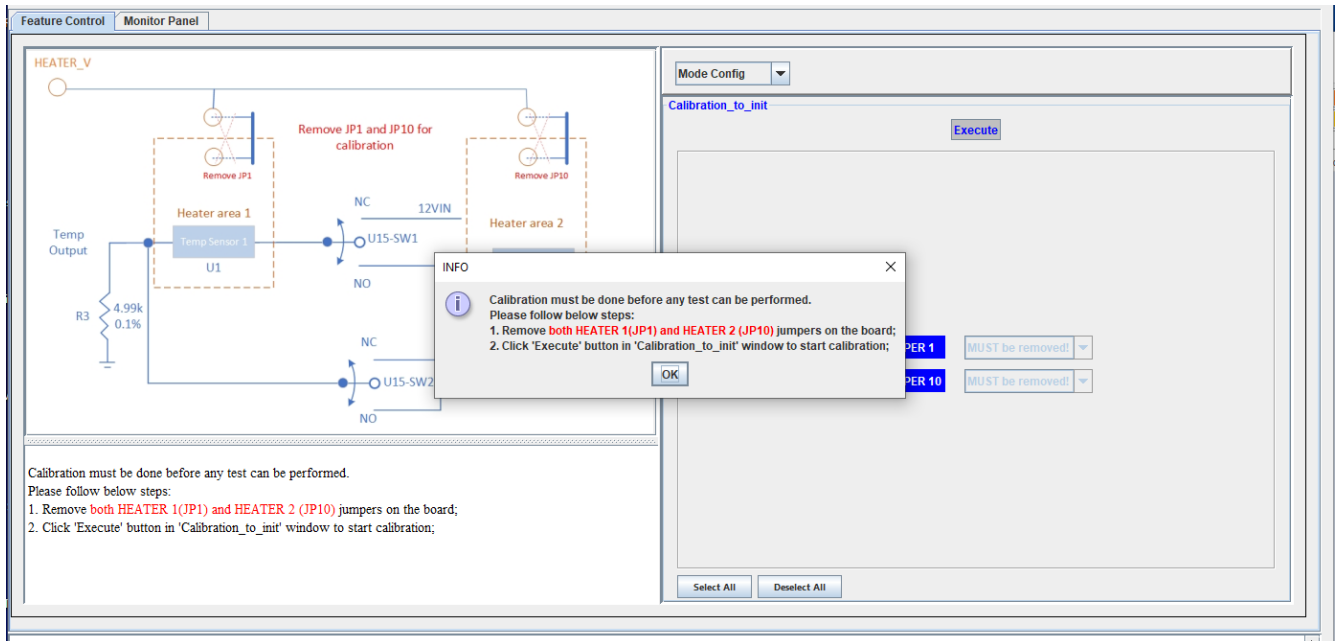 Feature Control
Monitor Panel
HEATER_V
Remove JP1 and JP10 for
calibration
Remove JP1
Remove JP10
Heater area 1
Temp Sensor 1
U1
Temp
Output
R3
4.99k
0.1%
NC
12VIN
U15-SW1
NO
Heater area 2
NC
U15-SW2
NO
Calibration must be done before any test can be performed.
Please follow below steps:
1. Remove both HEATER 1(JP1) and HEATER 2 (JP10) jumpers on the board;
2. Click 'Execute' button in 'Calibration_to_init' window to start calibration;
Mode Config
Calibration_to_init
Execute
PER 1
MUST be removed!
PER 10
MUST be removed!
Select All
Deselect All
INFO
Calibration must be done before any test can be performed.
Please follow below steps:
1. Remove both HEATER 1(JP1) and HEATER 2 (JP10) jumpers on the board;
2. Click 'Execute' button in 'Calibration_to_init' window to start calibration;
OK